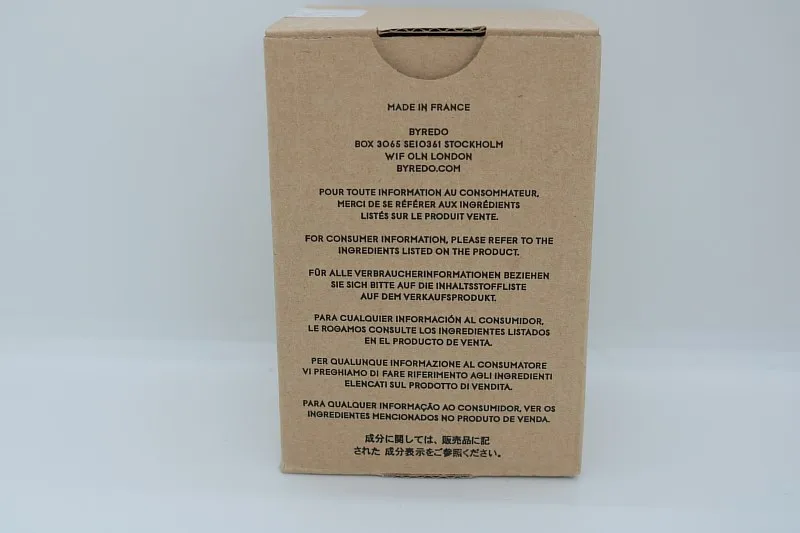 MADE IN FRANCE
BYREDO
BOX 3065 SE10361 STOCKHOLM
W1F 0LN LONDON
BYREDO.COM
POUR TOUTE INFORMATION AU CONSOMMATEUR,
MERCI DE SE RÉFÉRER AUX INGRÉDIENTS
LISTÉS SUR LE PRODUIT VENTE.
FOR CONSUMER INFORMATION, PLEASE REFER TO THE
INGREDIENTS LISTED ON THE PRODUCT.
FÜR ALLE VERBRAUCHERINFORMATIONEN BEZIEHEN
SIE SICH BITTE AUF DIE INHALTSSTOFFLISTE
AUF DEM VERKAUFSPRODUKT.
PARA CUALQUIER INFORMACIÓN AL CONSUMIDOR,
LE ROGAMOS CONSULTE LOS INGREDIENTES LISTADOS
EN EL PRODUCTO DE VENTA.
PER QUALUNQUE INFORMAZIONE AL CONSUMATORE
VI PREGHIAMO DI FARE RIFERIMENTO AGLI INGREDIENTI
ELENCATI SUL PRODOTTO DI VENDITA.
PARA QUALQUER INFORMAÇÃO AO CONSUMIDOR, VER OS
INGREDIENTES MENCIONADOS NO PRODUTO DE VENDA.
成分に関しては、販売品に記
された 成分表示をご参照ください。